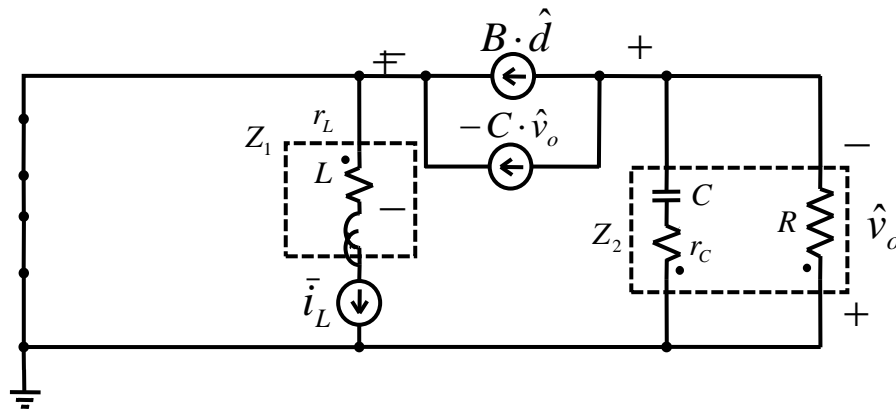 B · d̂
+
∓
− C · v̂ₒ
r_L
Z₁
L
−
−
C
R
v̂ₒ
Z₂
r_C
ī_L
+